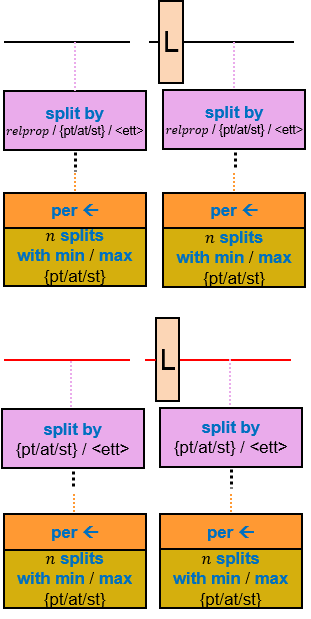 L
split by
relprop / {pt/at/st} / <ett>
split by
relprop / {pt/at/st} / <ett>
per ←
n splits
with min / max
{pt/at/st}
per ←
n splits
with min / max
{pt/at/st}
L
split by
{pt/at/st} / <ett>
split by
{pt/at/st} / <ett>
per ←
n splits
with min / max
{pt/at/st}
per ←
n splits
with min / max
{pt/at/st}